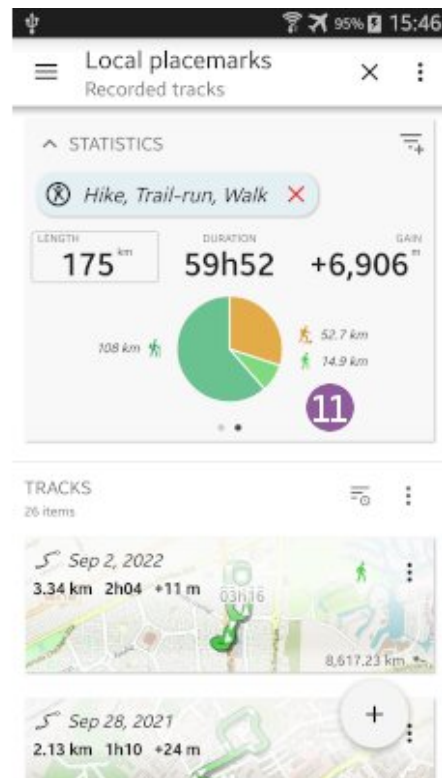 95% 15:46
Local placemarks
Recorded tracks
STATISTICS
Hike, Trail-run, Walk
LENGTH DURATION GAIN
175 km 59h52 +6,906 m
108 km
52.7 km
14.9 km
11
TRACKS
26 items
Sep 2, 2022
3.34 km 2h04 +11 m
03h16
8,617.23 km
Sep 28, 2021
2.13 km 1h10 +24 m